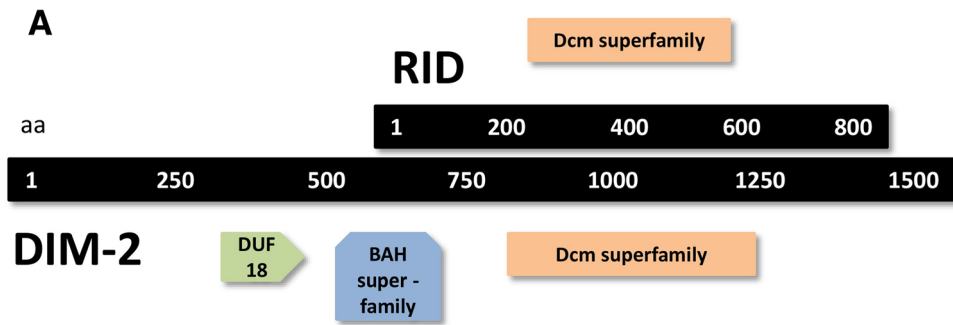 A
Dcm superfamily
RID
aa
1 200 400 600 800
1 250 500 750 1000 1250 1500
DIM-2
DUF
18
BAH
super -
family
Dcm superfamily